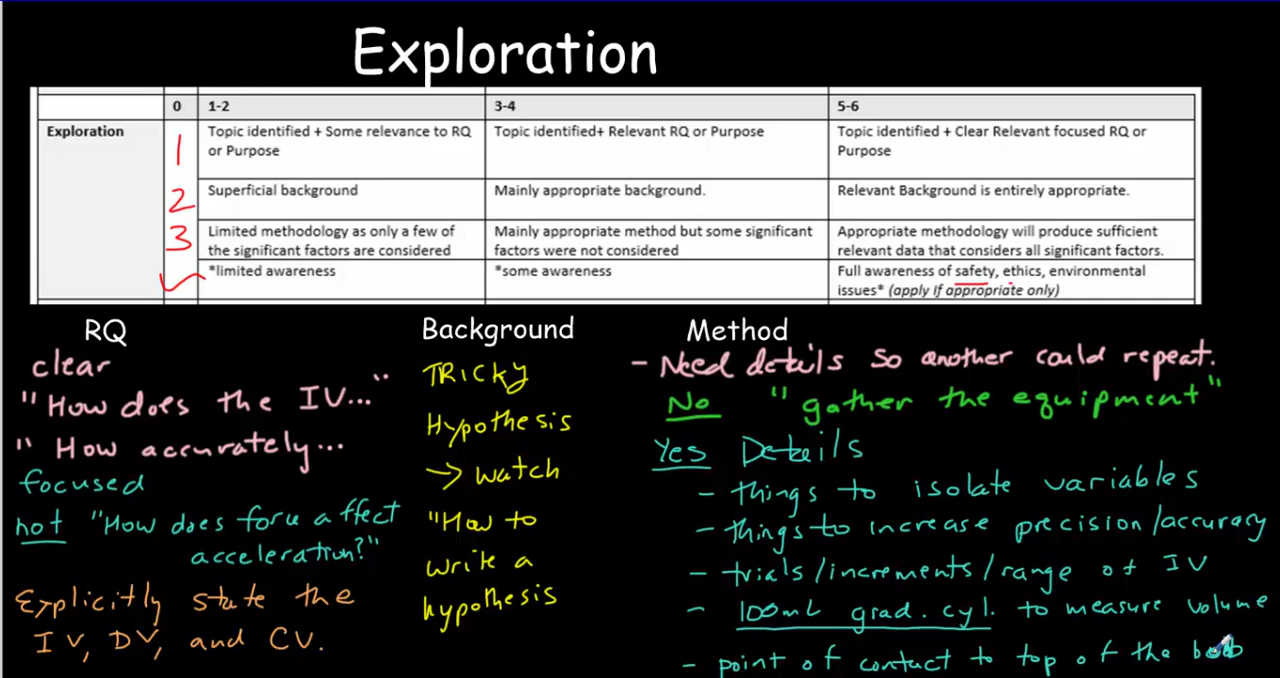 Exploration
0 1-2 3-4 5-6
Exploration
1 Topic identified + Some relevance to RQ
or Purpose
Topic identified+ Relevant RQ or Purpose
Topic identified + Clear Relevant focused RQ or
Purpose
2 Superficial background
Mainly appropriate background.
Relevant Background is entirely appropriate.
3 Limited methodology as only a few of
the significant factors are considered
Mainly appropriate method but some significant
factors were not considered
Appropriate methodology will produce sufficient
relevant data that considers all significant factors.
*limited awareness
*some awareness
Full awareness of safety, ethics, environmental
issues* (apply if appropriate only)
RQ
clear
"How does the IV..."
"How accurately...
focused
not "How does force affect
acceleration?"
Explicitly state the
IV, DV, and CV.
Background
TRICKY
Hypothesis
→ watch
"How to
write a
hypothesis
Method
- Need details so another could repeat.
No "gather the equipment"
Yes Details
- things to isolate variables
- things to increase precision/accuracy
- trials/increments/range of IV
- 100mL grad. cyl. to measure volume
- point of contact to top of the bob